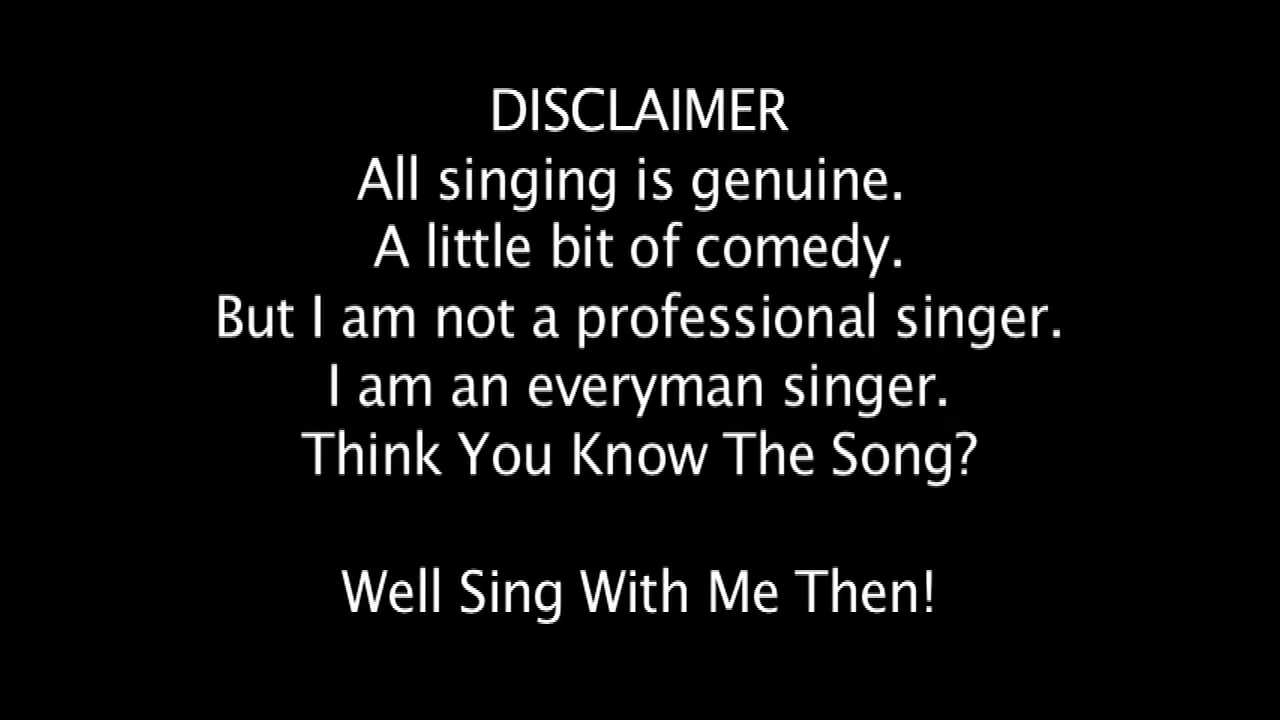 DISCLAIMER
All singing is genuine.
A little bit of comedy.
But I am not a professional singer.
I am an everyman singer.
Think You Know The Song?
Well Sing With Me Then!